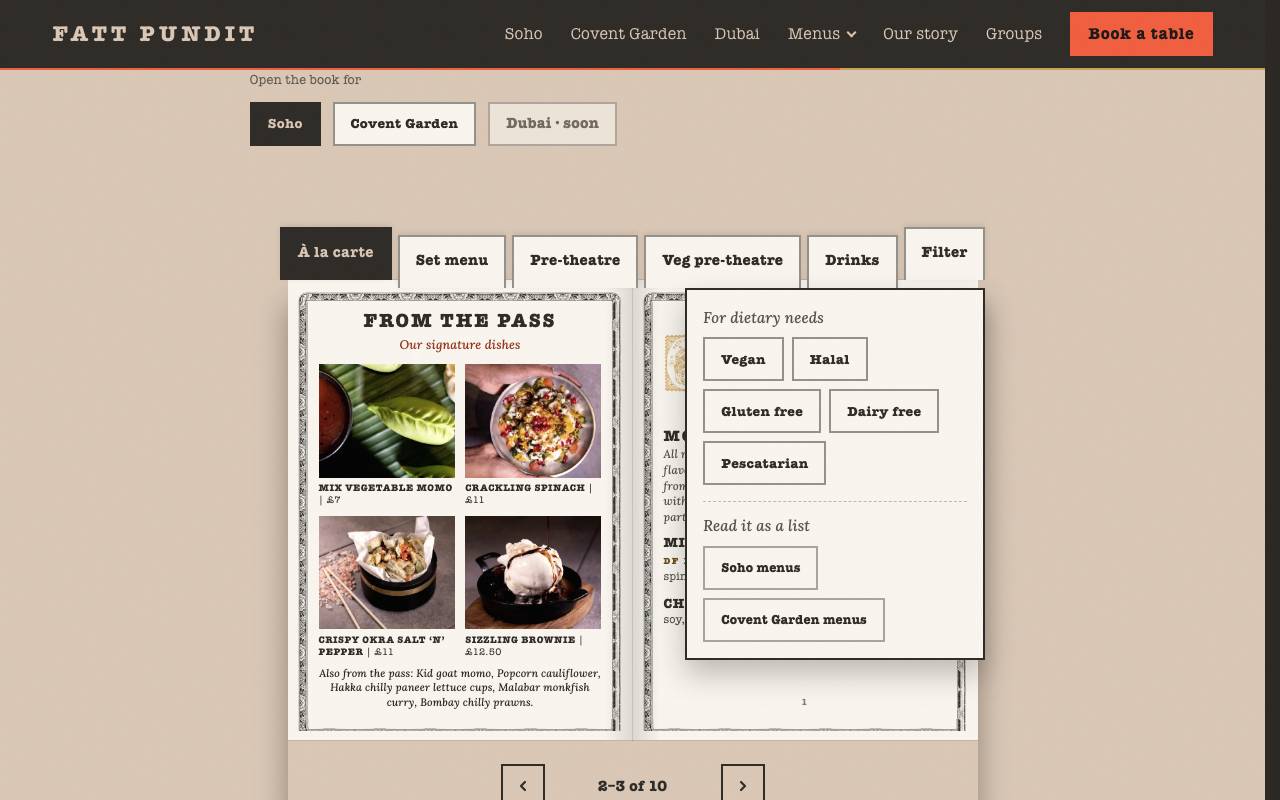 FATT PUNDIT
Soho
Covent Garden
Dubai
Menus
Our story
Groups
Book a table
Open the book for
Soho
Covent Garden
Dubai • soon
À la carte
Set menu
Pre-theatre
Veg pre-theatre
Drinks
Filter
FROM THE PASS
Our signature dishes
MIX VEGETABLE MOMO
| £7
CRACKLING SPINACH |
£11
CRISPY OKRA SALT ‘N’
PEPPER | £11
SIZZLING BROWNIE |
£12.50
Also from the pass: Kid goat momo, Popcorn cauliflower,
Hakka chilly paneer lettuce cups, Malabar monkfish
curry, Bombay chilly prawns.
DF
soy,
1
For dietary needs
Vegan
Halal
Gluten free
Dairy free
Pescatarian
Read it as a list
Soho menus
Covent Garden menus
2–3 of 10